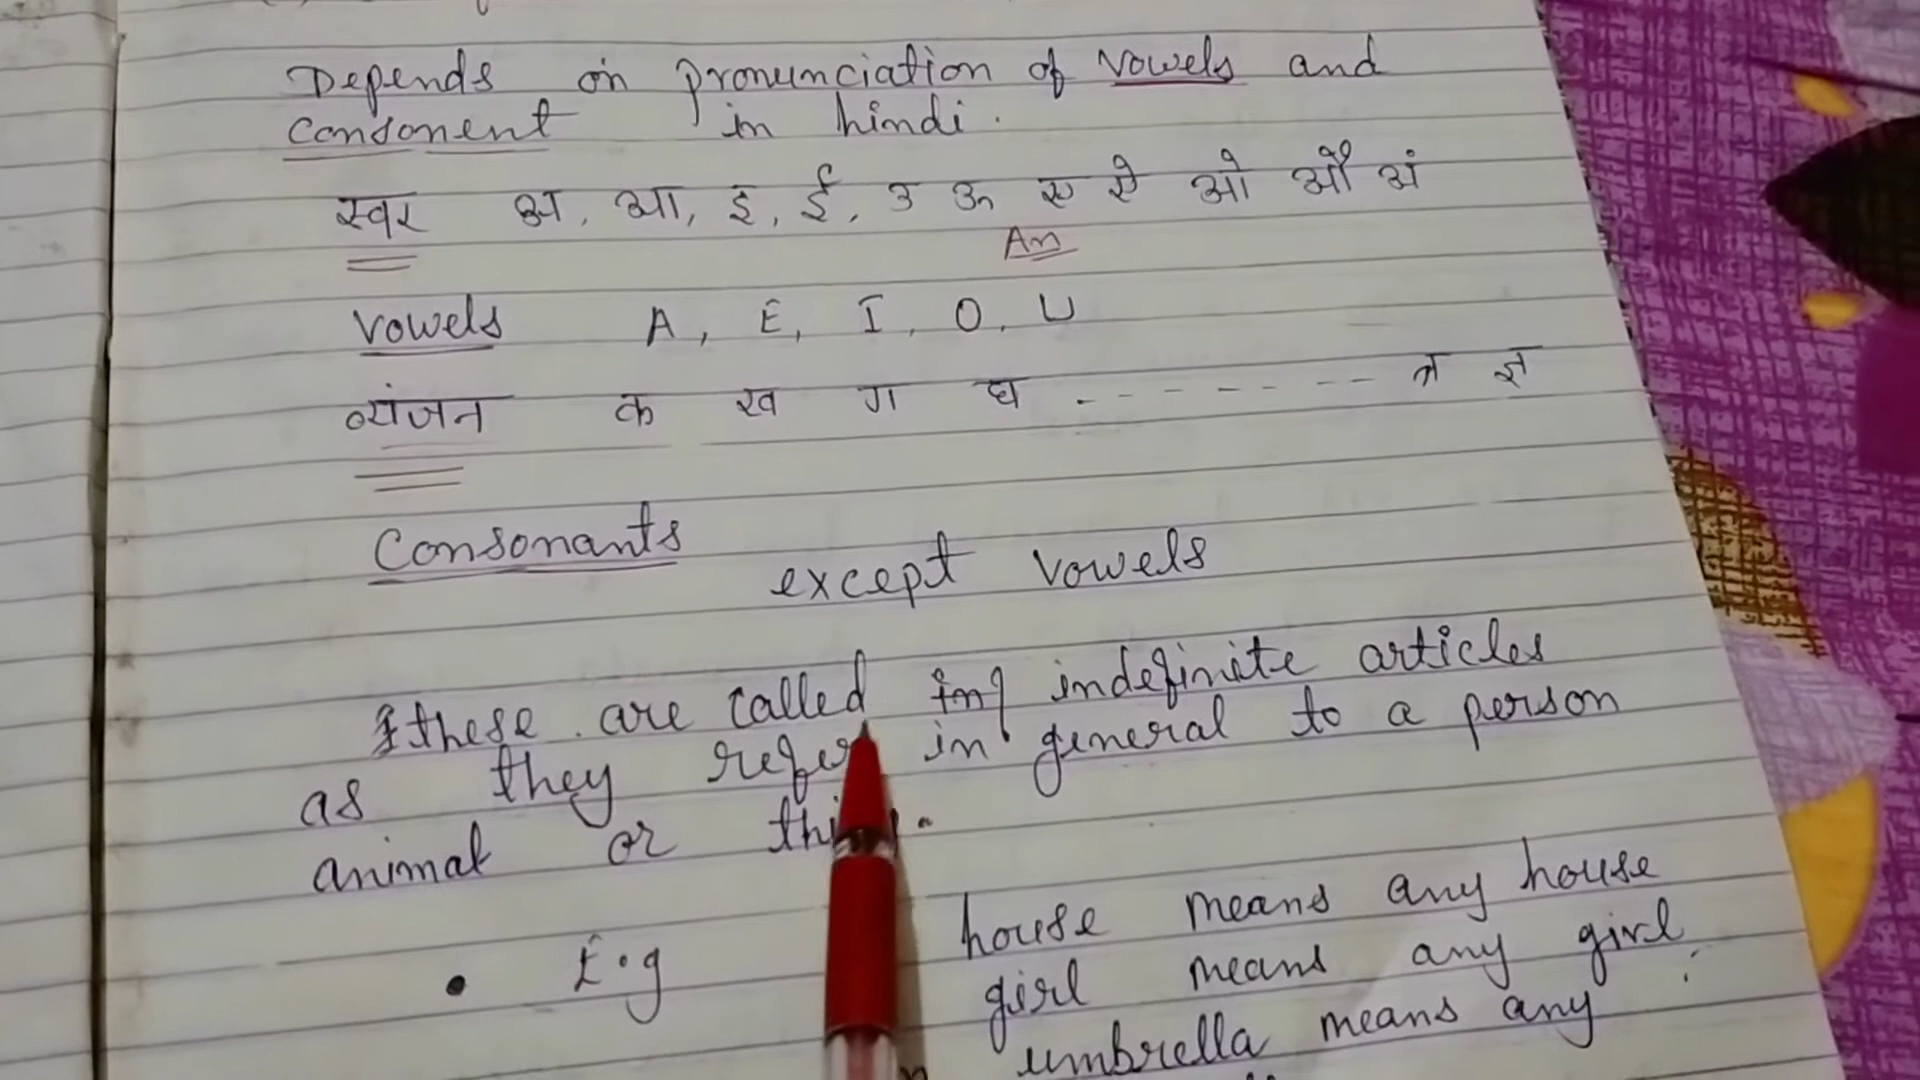 Depends on pronunciation of vowels and
consonent in hindi.
स्वर अ, आ, इ, ई, उ ऊ ए ऐ ओ औ अं
An
vowels A, E, I, O, U
व्यंजन क ख ग घ - - - - - - - त्र ज्ञ
Consonants
except vowels
these are called indefinite articles
as they refer in general to a person
animal or
• E.g house means any house
girl means any girl
umbrella means any